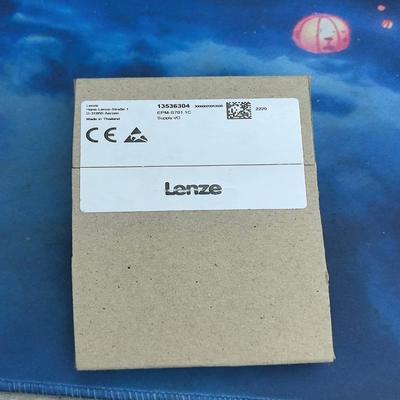 Lenze
Hans-Lenze-Straße 1
D-31855 Aerzen
Made in Thailand
13536304
EPM-S701.1C
Supply I/O
2220
CE
Lenze